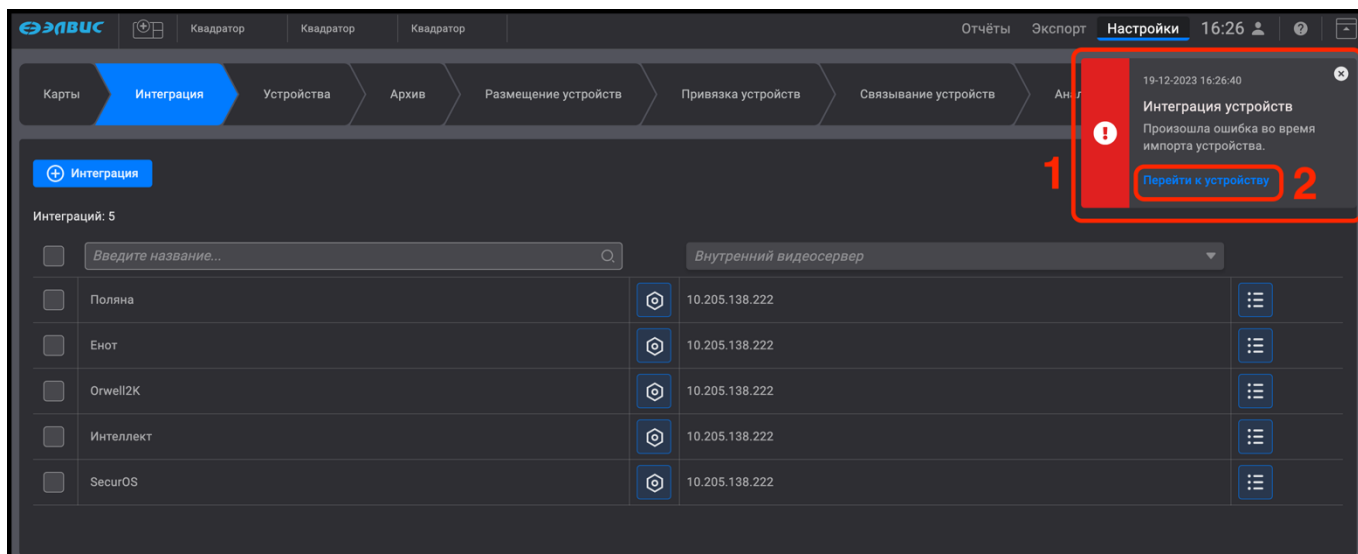 ЭЛВИС Квадратор Квадратор Квадратор Отчёты Экспорт Настройки 16:26
Карты Интеграция Устройства Архив Размещение устройств Привязка устройств Связывание устройств
19-12-2023 16:26:40
Интеграция устройств
Произошла ошибка во время
импорта устройства.
Перейти к устройству
1
2
Интеграция
Интеграций: 5
Введите название... Внутренний видеосервер
Поляна 10.205.138.222
Енот 10.205.138.222
Orwell2K 10.205.138.222
Интеллект 10.205.138.222
SecurOS 10.205.138.222